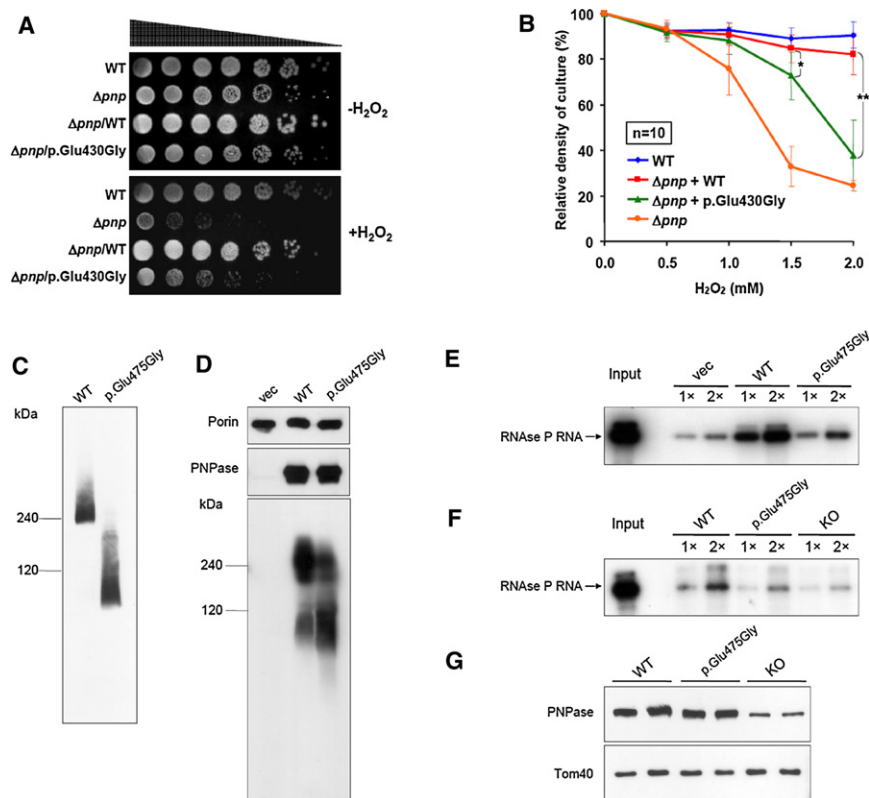 A
WT
Δpnp
Δpnp/WT
Δpnp/p.Glu430Gly
-H₂O₂
WT
Δpnp
Δpnp/WT
Δpnp/p.Glu430Gly
+H₂O₂
B
Relative density of culture (%)
100
80
60
40
20
0
0.0 0.5 1.0 1.5 2.0
H₂O₂ (mM)
*
**
n=10
WT
Δpnp + WT
Δpnp + p.Glu430Gly
Δpnp
C
WT p.Glu475Gly
kDa
240
120
D
vec WT p.Glu475Gly
Porin
PNPase
kDa
240
120
E
Input vec WT p.Glu475Gly
1× 2× 1× 2× 1× 2×
RNAse P RNA→
F
Input WT p.Glu475Gly KO
1× 2× 1× 2× 1× 2×
RNAse P RNA→
G
WT p.Glu475Gly KO
PNPase
Tom40